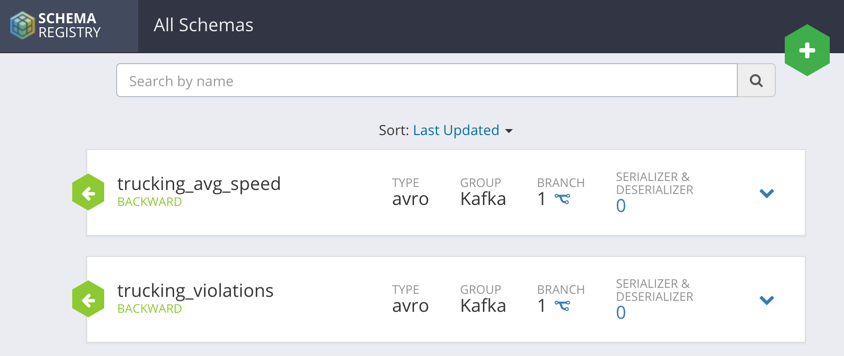 SCHEMA
REGISTRY
All Schemas
Search by name
Sort: Last Updated
trucking_avg_speed
BACKWARD
TYPE
avro
GROUP
Kafka
BRANCH
1
SERIALIZER &
DESERIALIZER
0
trucking_violations
BACKWARD
TYPE
avro
GROUP
Kafka
BRANCH
1
SERIALIZER &
DESERIALIZER
0